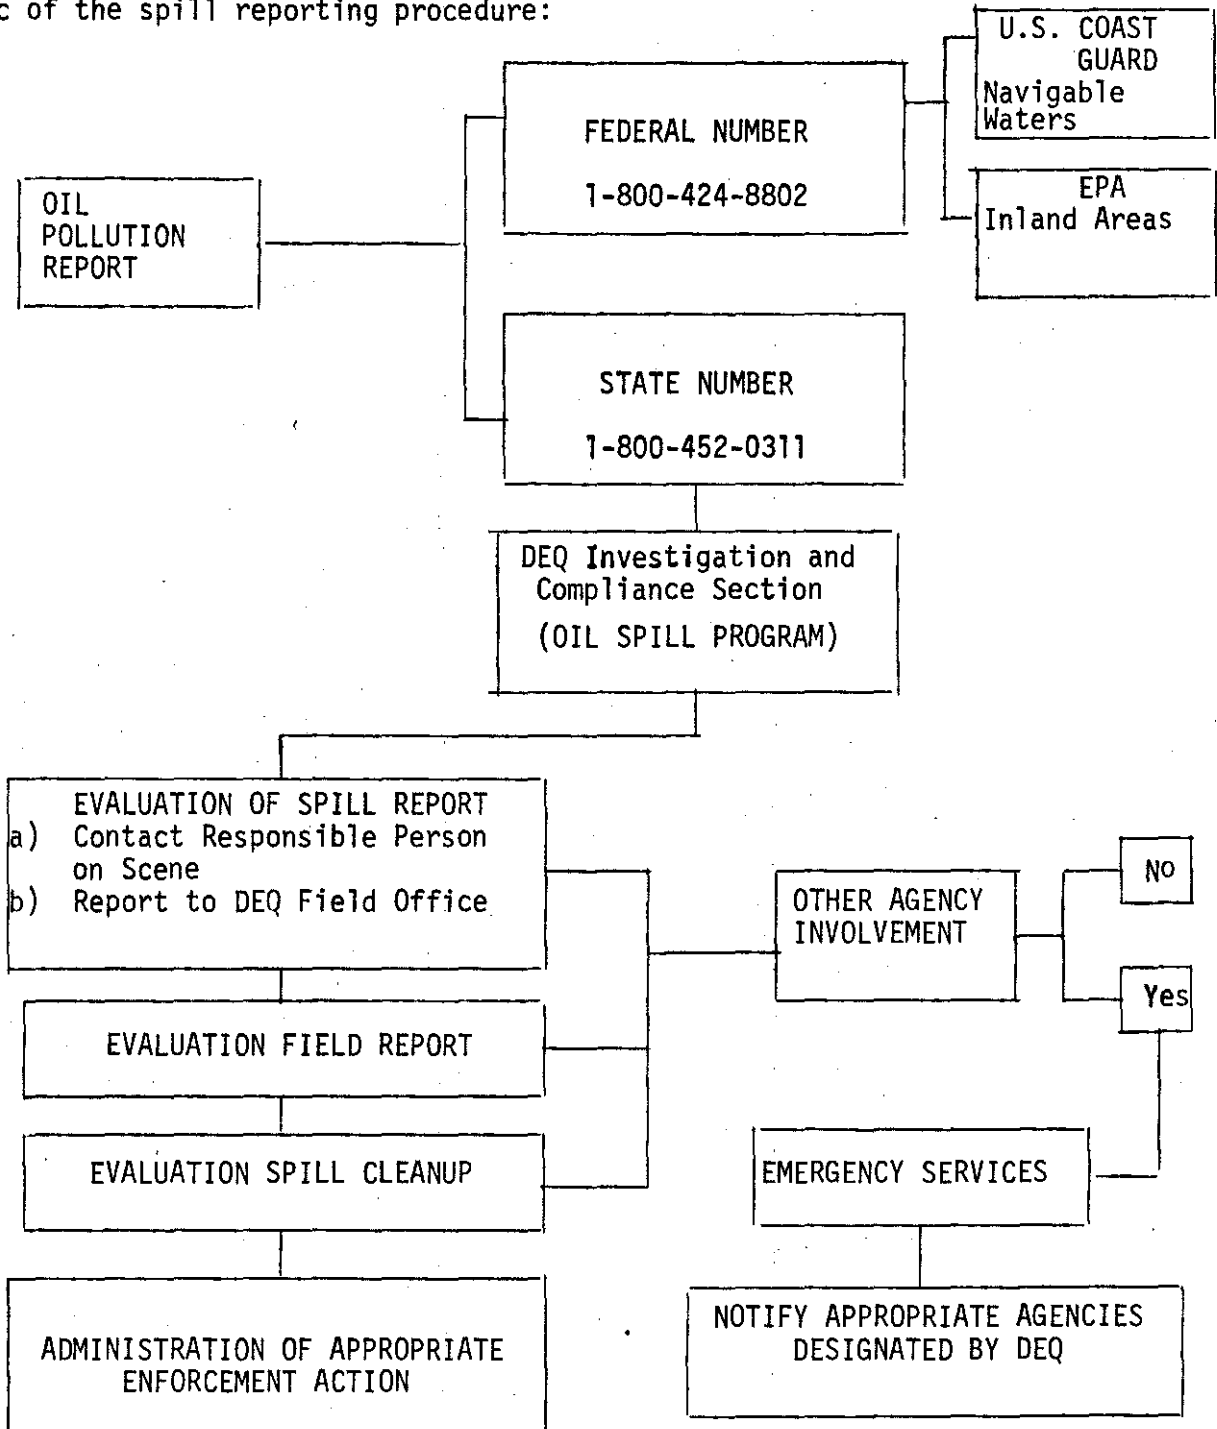 c of the spill reporting procedure:
U.S. COAST
GUARD
Navigable
Waters
FEDERAL NUMBER
1-800-424-8802
EPA
Inland Areas
OIL
POLLUTION
REPORT
STATE NUMBER
1-800-452-0311
DEQ Investigation and
Compliance Section
(OIL SPILL PROGRAM)
EVALUATION OF SPILL REPORT
a) Contact Responsible Person
on Scene
b) Report to DEQ Field Office
OTHER AGENCY
INVOLVEMENT
No
Yes
EVALUATION FIELD REPORT
EVALUATION SPILL CLEANUP
EMERGENCY SERVICES
ADMINISTRATION OF APPROPRIATE
ENFORCEMENT ACTION
NOTIFY APPROPRIATE AGENCIES
DESIGNATED BY DEQ